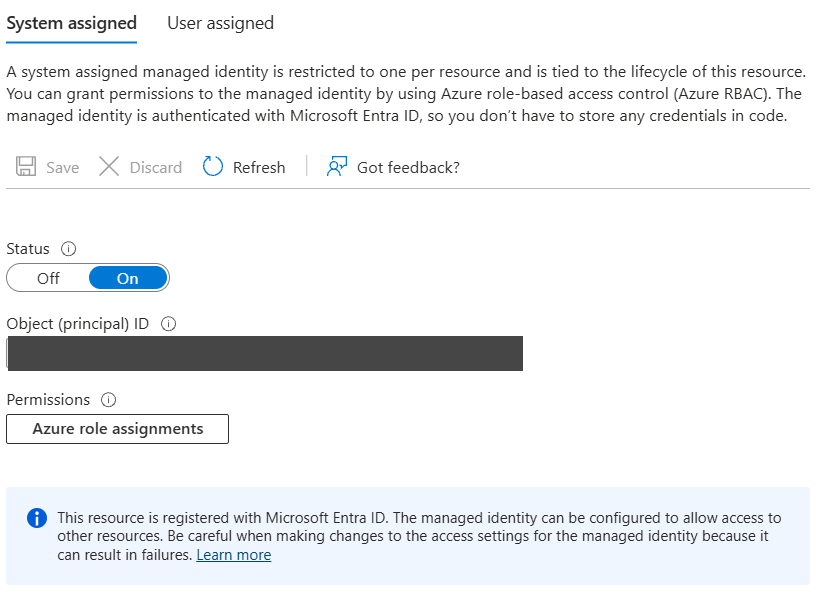 System assigned User assigned
A system assigned managed identity is restricted to one per resource and is tied to the lifecycle of this resource.
You can grant permissions to the managed identity by using Azure role-based access control (Azure RBAC). The
managed identity is authenticated with Microsoft Entra ID, so you don’t have to store any credentials in code.
Save Discard Refresh Got feedback?
Status
Off On
Object (principal) ID
Permissions
Azure role assignments
This resource is registered with Microsoft Entra ID. The managed identity can be configured to allow access to
other resources. Be careful when making changes to the access settings for the managed identity because it
can result in failures. Learn more